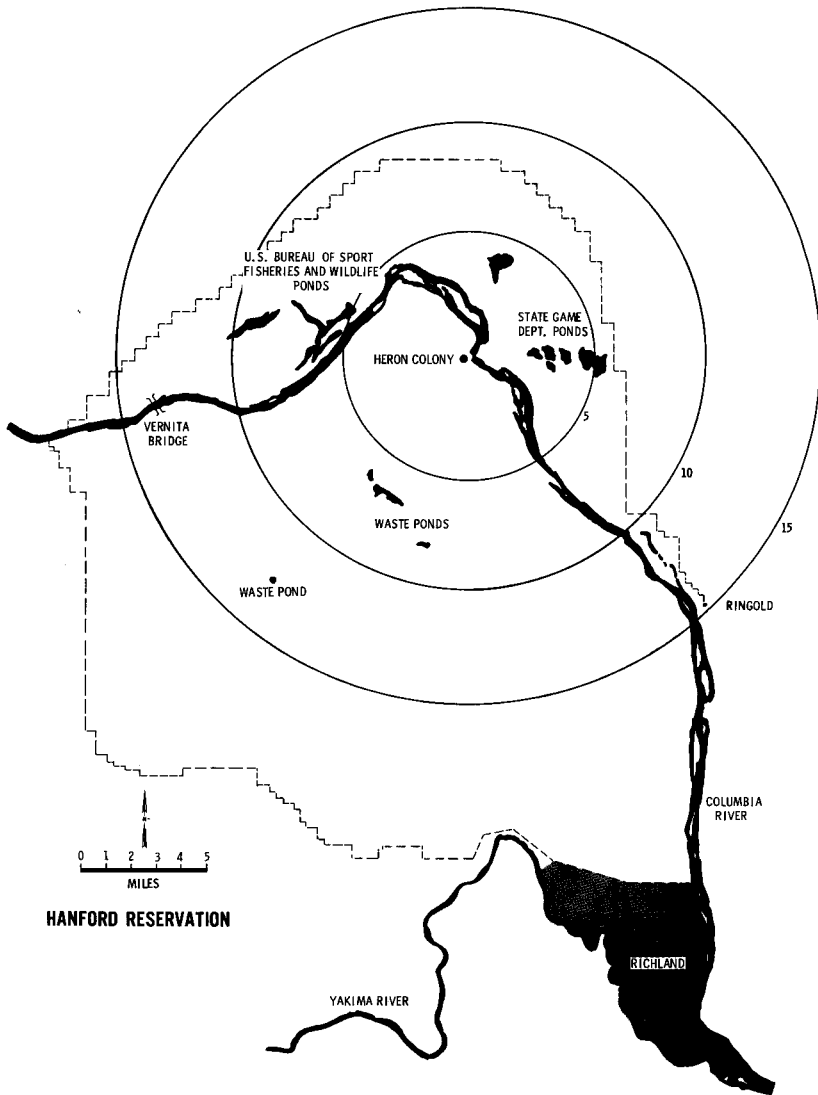 U.S. BUREAU OF SPORT
FISHERIES AND WILDLIFE
PONDS
STATE GAME
DEPT. PONDS
HERON COLONY
VERNITA
BRIDGE
5
10
15
WASTE PONDS
WASTE POND
RINGOLD
COLUMBIA
RIVER
0 1 2 3 4 5
MILES
HANFORD RESERVATION
RICHLAND
YAKIMA RIVER